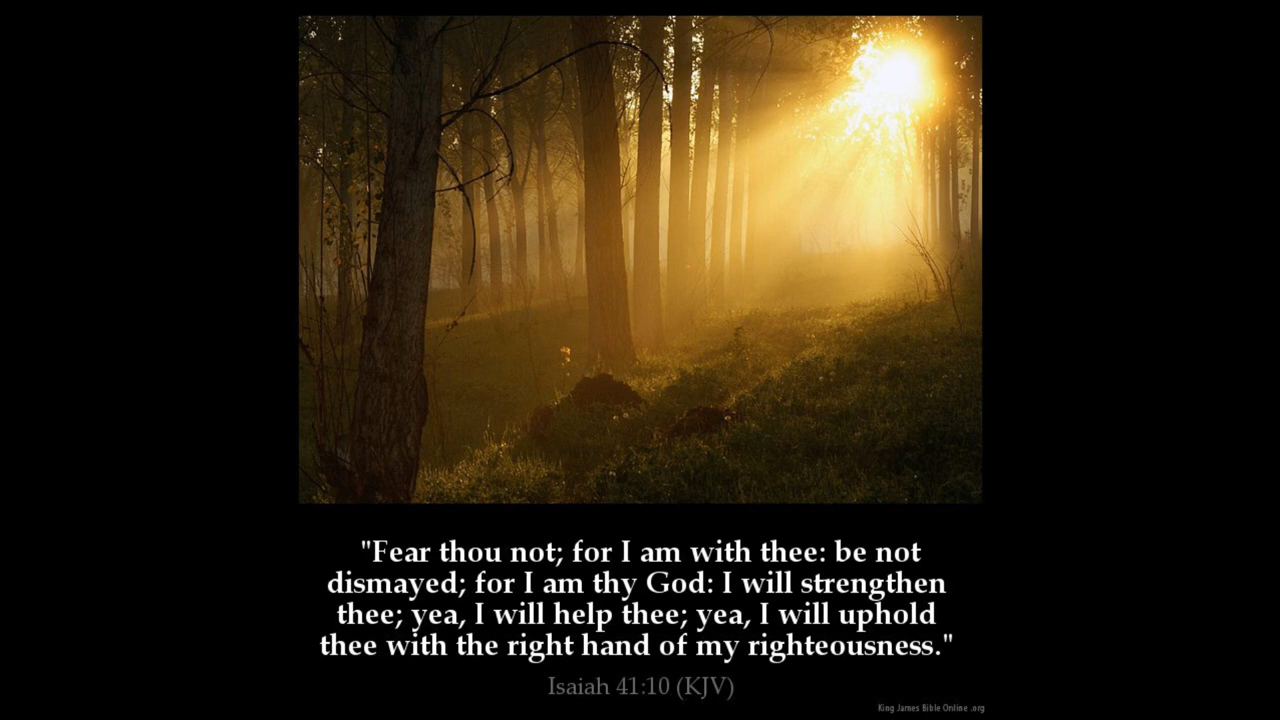 "Fear thou not; for I am with thee: be not
dismayed; for I am thy God: I will strengthen
thee; yea, I will help thee; yea, I will uphold
thee with the right hand of my righteousness."
Isaiah 41:10 (KJV)
King James Bible Online .org